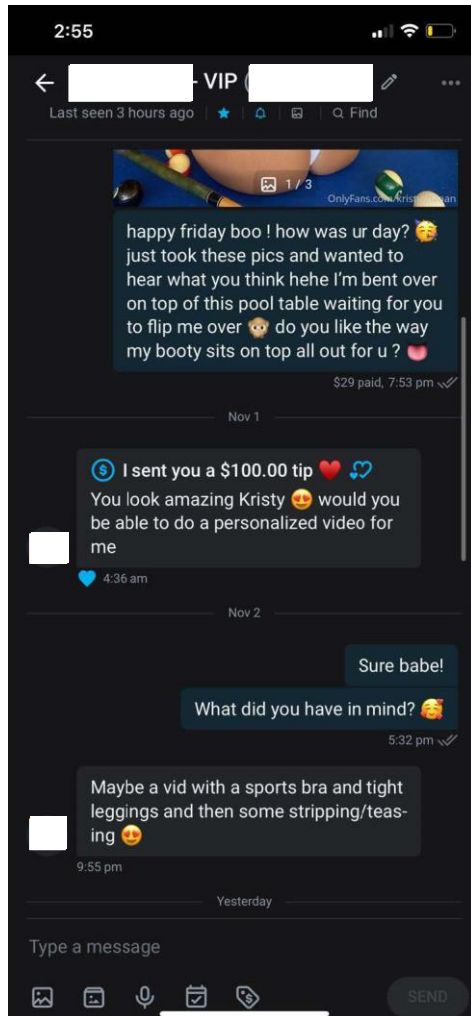 2:55
- VIP (
Last seen 3 hours ago
Find
1 / 3
happy friday boo ! how was ur day? 🥳
just took these pics and wanted to
hear what you think hehe I'm bent over
on top of this pool table waiting for you
to flip me over 🙊 do you like the way
my booty sits on top all out for u ? 👅
$29 paid, 7:53 pm
Nov 1
I sent you a $100.00 tip ♥️
You look amazing Kristy 😍 would you
be able to do a personalized video for
me
4:36 am
Nov 2
Sure babe!
What did you have in mind? 🥰
5:32 pm
Maybe a vid with a sports bra and tight
leggings and then some stripping/teas-
ing 😍
9:55 pm
Yesterday
Type a message
SEND